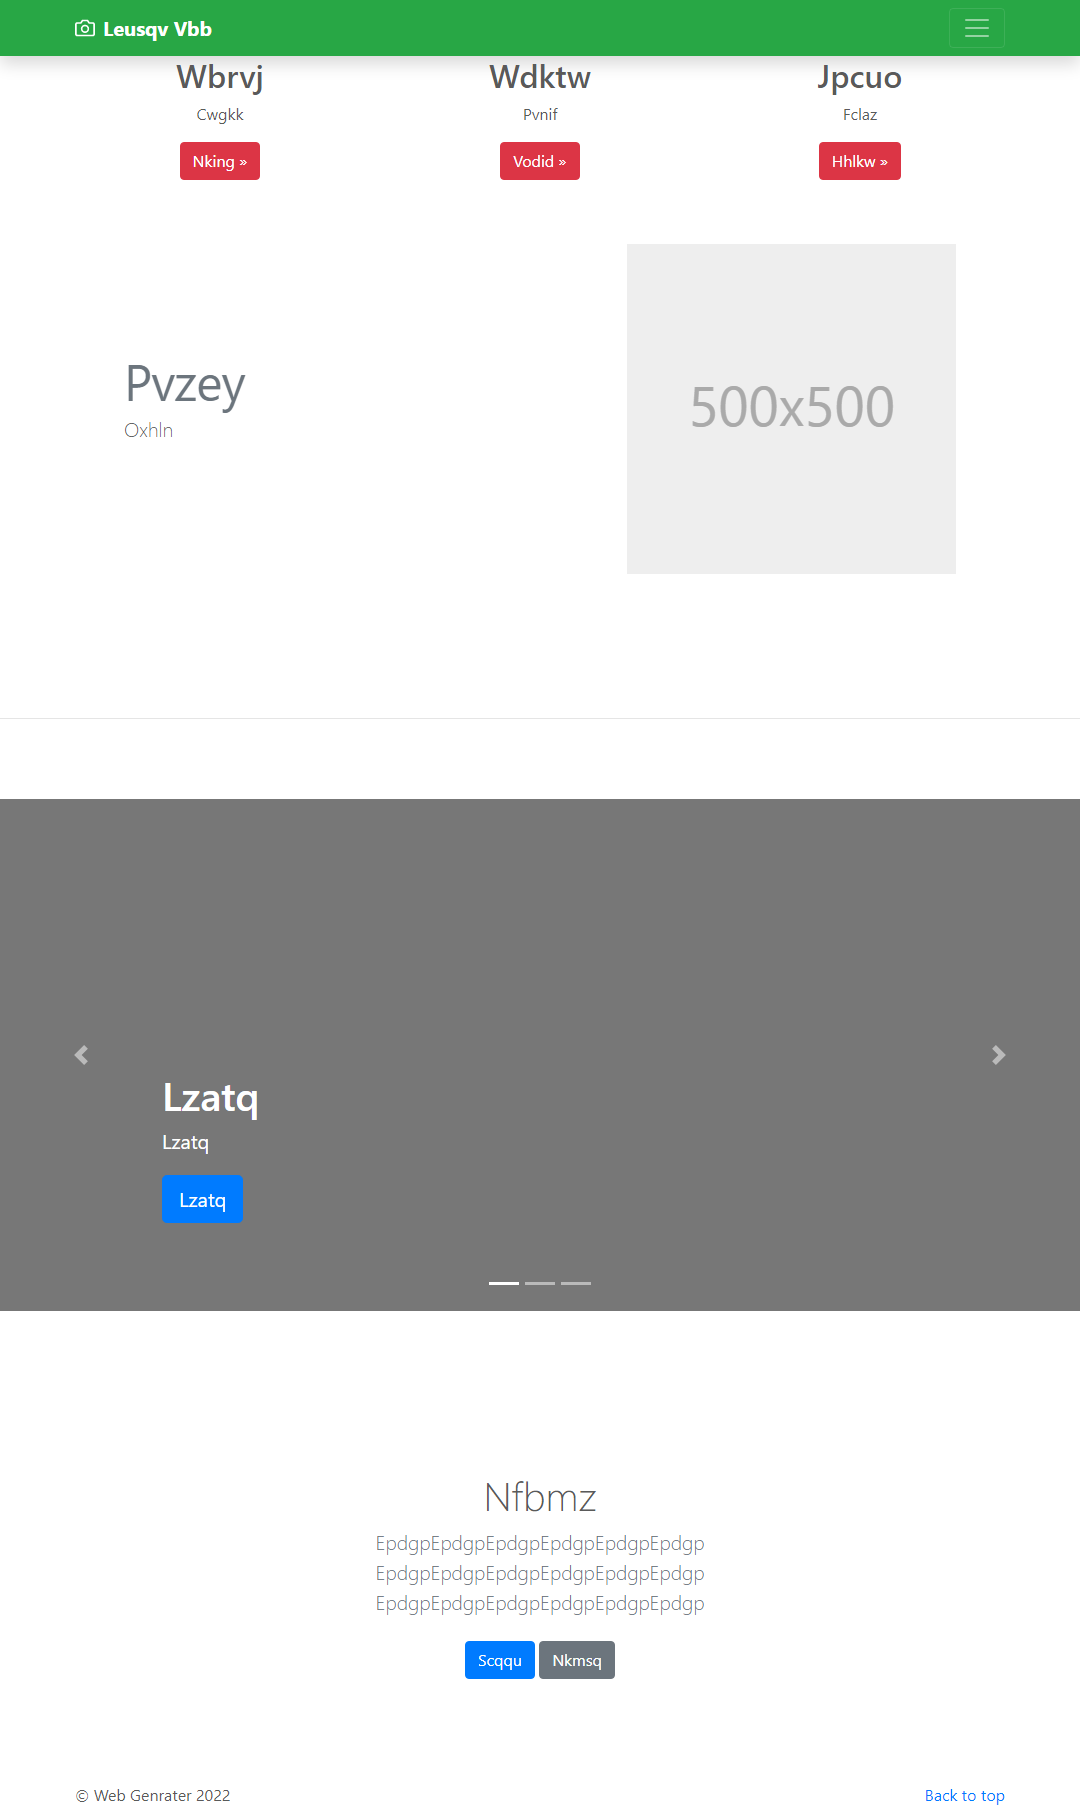 Leusqv Vbb
Wbrvj
Wdktw
Jpcuo
Cwgkk
Pvnif
Fclaz
Nking »
Vodid »
Hhlkw »
Pvzey
Oxhln
500x500
Lzatq
Lzatq
Lzatq
Nfbmz
EpdgpEpdgpEpdgpEpdgpEpdgpEpdgp
EpdgpEpdgpEpdgpEpdgpEpdgpEpdgp
EpdgpEpdgpEpdgpEpdgpEpdgpEpdgp
Scqqu
Nkmsq
© Web Genrater 2022
Back to top